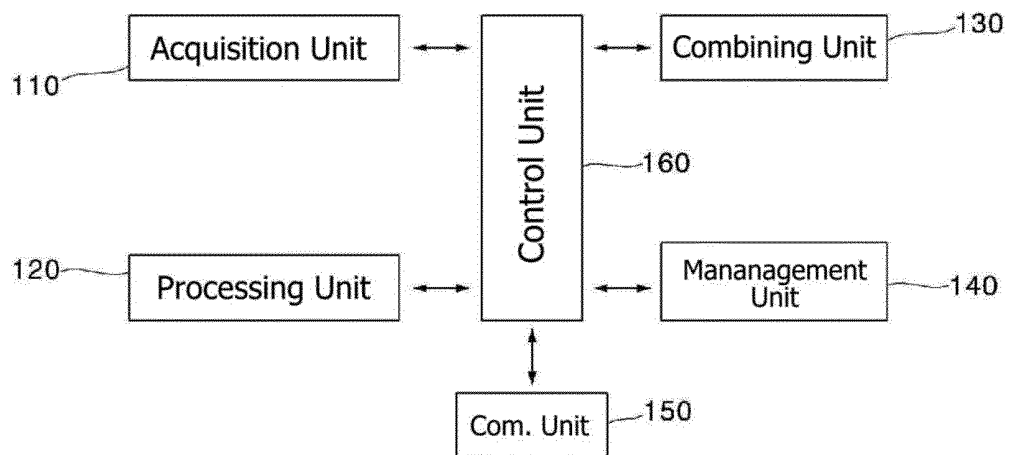 Acquisition Unit
110
Control Unit
160
Combining Unit
130
Processing Unit
120
Mananagement
Unit
140
Com. Unit
150